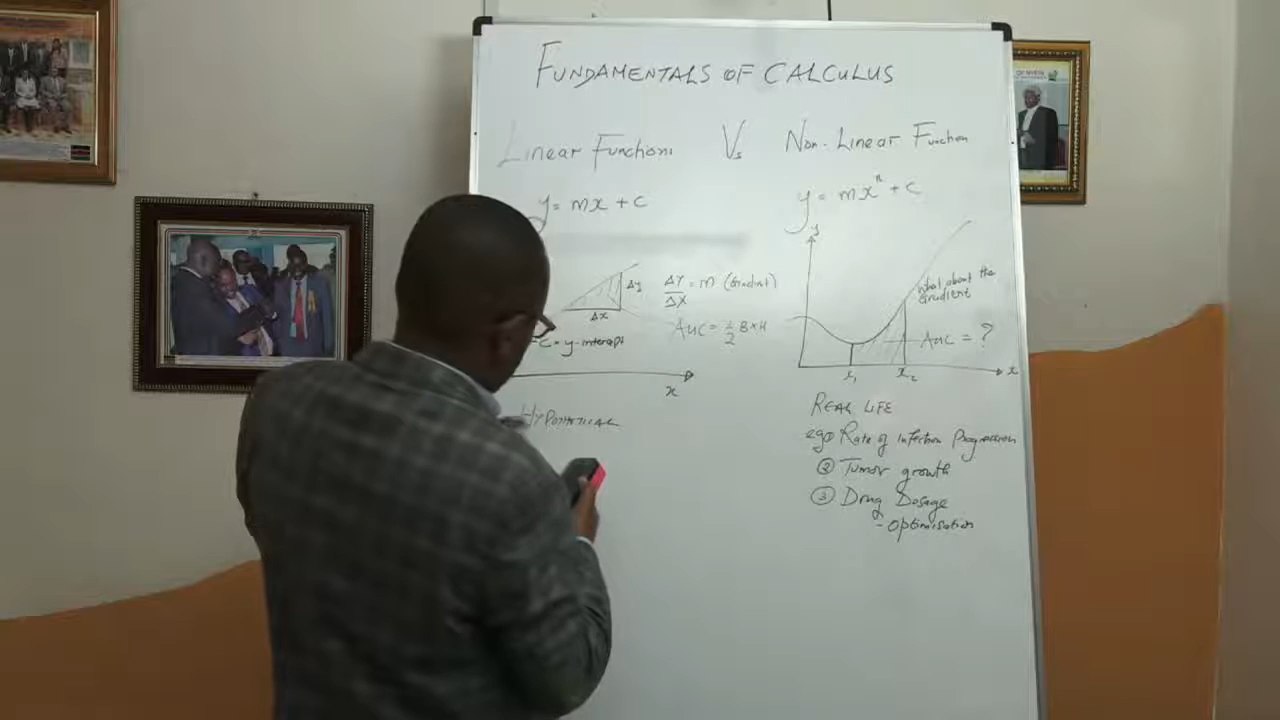 FUNDAMENTALS OF CALCULUS
Linear Functions Vs Non-Linear Function
y = mx + c
Δy
Δx
ΔY/ΔX = m (Gradient)
AUC = 1/2 B x H
C = y-intercept
x
HYPOTHETICAL
y = mxⁿ + c
y
What about the
Gradient
AUC = ?
x₁
x₂
x
REAL LIFE
eg ① Rate of Infection Progression
② Tumor growth
③ Drug Dosage
- Optimisation